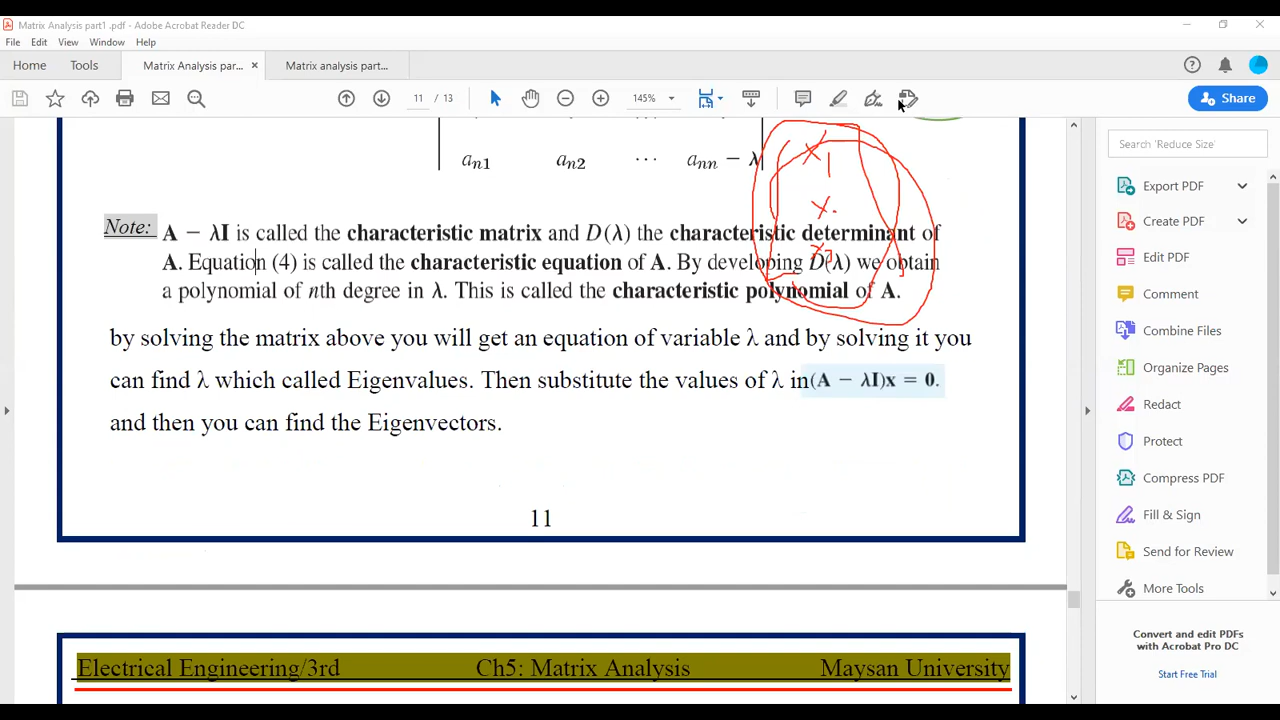 Matrix Analysis part1 .pdf - Adobe Acrobat Reader DC
File Edit View Window Help
Home Tools Matrix Analysis par... × Matrix analysis part...
11 / 13 145% Share
a_{n1} a_{n2} ⋯ a_{nn} − λ
Note: A − λI is called the characteristic matrix and D(λ) the characteristic determinant of
A. Equation (4) is called the characteristic equation of A. By developing D(λ) we obtain
a polynomial of nth degree in λ. This is called the characteristic polynomial of A.
by solving the matrix above you will get an equation of variable λ and by solving it you
can find λ which called Eigenvalues. Then substitute the values of λ in(A − λI)x = 0.
and then you can find the Eigenvectors.
11
Electrical Engineering/3rd Ch5: Matrix Analysis Maysan University
Search 'Reduce Size'
Export PDF
Create PDF
Edit PDF
Comment
Combine Files
Organize Pages
Redact
Protect
Compress PDF
Fill & Sign
Send for Review
More Tools
Convert and edit PDFs
with Acrobat Pro DC
Start Free Trial